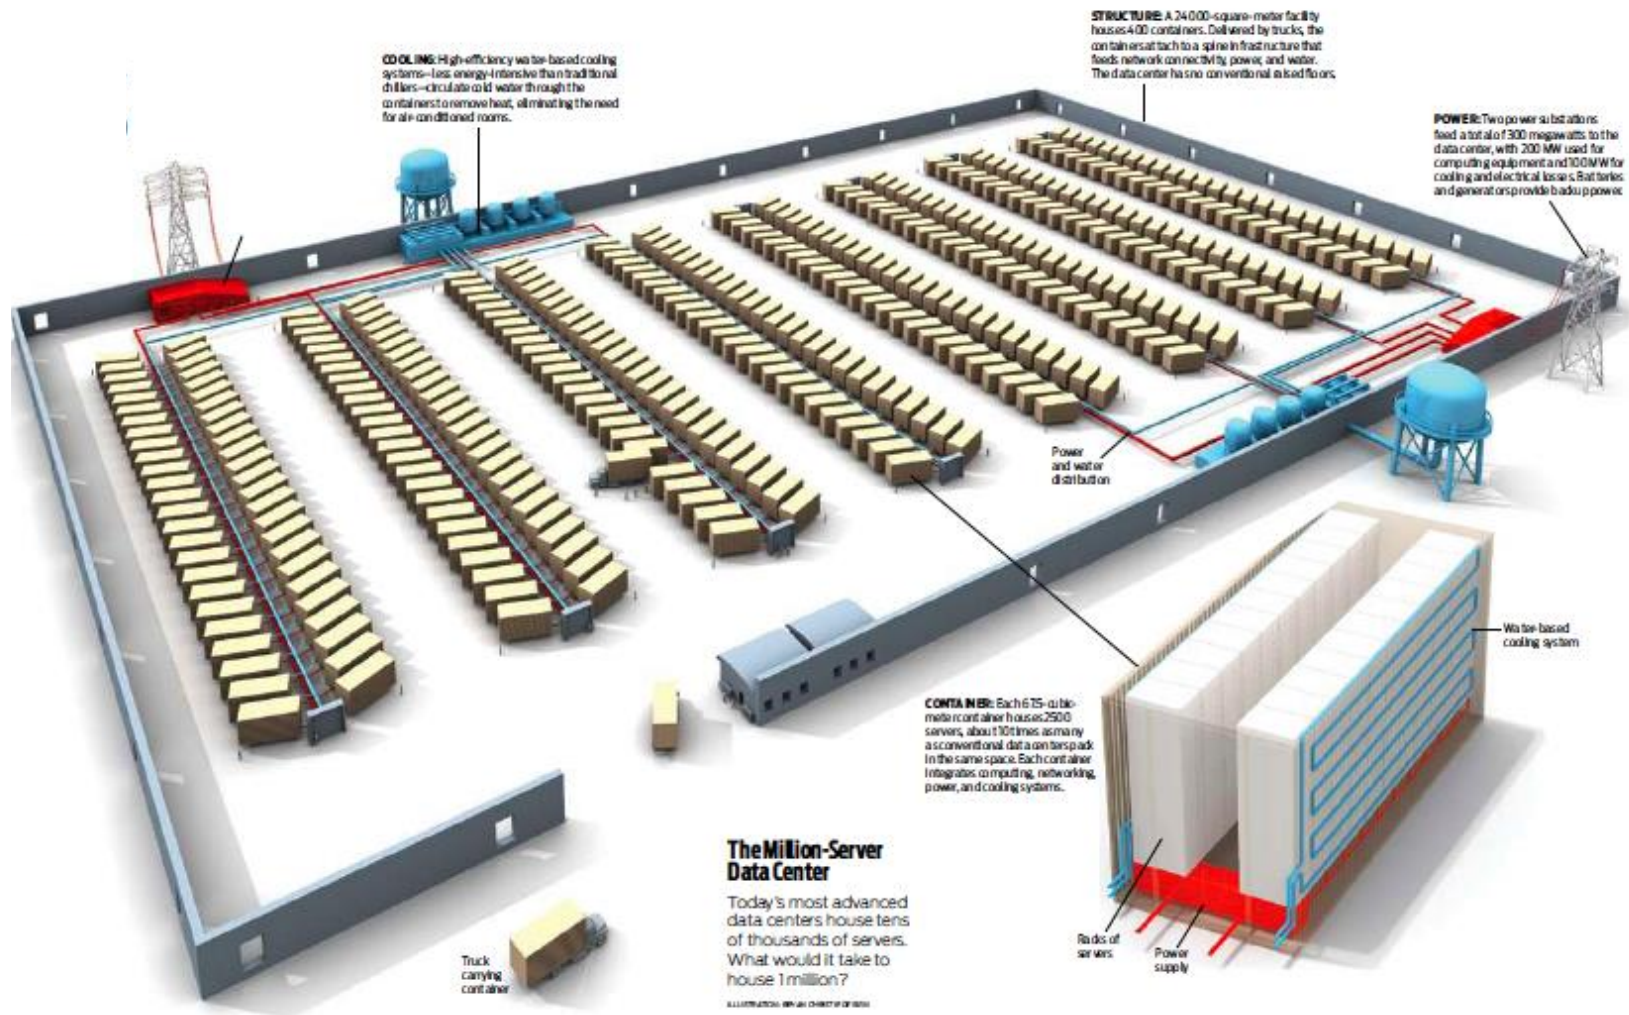 COOLING: High-efficiency water-based cooling
systems—less energy-intensive than traditional
chillers—circulate cold water through the
containers to remove heat, eliminating the need
for air-conditioned rooms.
STRUCTURE: A 24 000-square-meter facility
houses 400 containers. Delivered by trucks, the
containers attach to a spine infrastructure that
feeds network connectivity, power, and water.
The data center has no conventional raised floors.
POWER: Two power substations
feed a total of 300 megawatts to the
data center, with 200 MW used for
computing equipment and 100 MW for
cooling and electrical losses. Batteries
and generators provide backup power.
Power
and water
distribution
Water-based
cooling system
CONTAINER: Each 67.5-cubic-
meter container houses 2500
servers, about 10 times as many
as conventional data centers pack
in the same space. Each container
integrates computing, networking,
power, and cooling systems.
The Million-Server
Data Center
Today's most advanced
data centers house tens
of thousands of servers.
What would it take to
house 1 million?
ILLUSTRATION: BRYAN CHRISTIE DESIGN
Racks of
servers
Power
supply
Truck
carrying
container